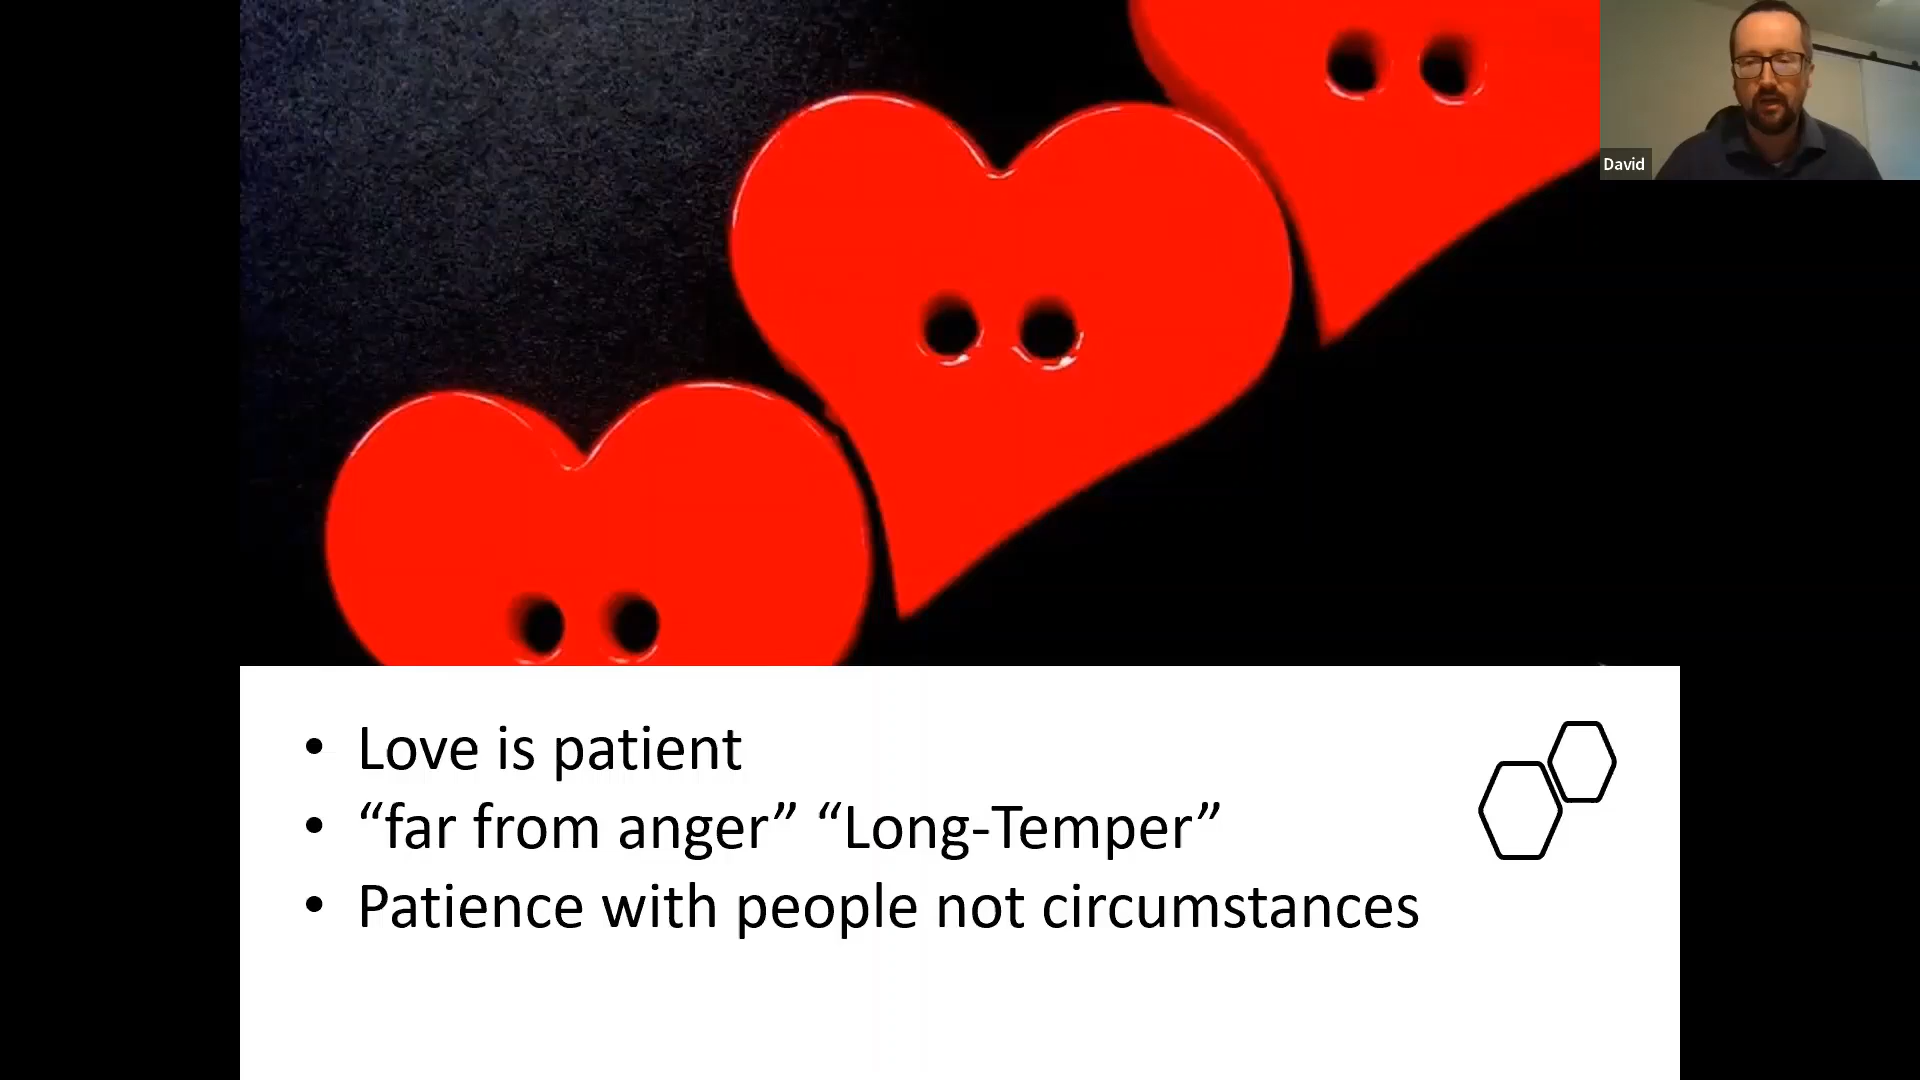 David
• Love is patient
• “far from anger” “Long-Temper”
• Patience with people not circumstances